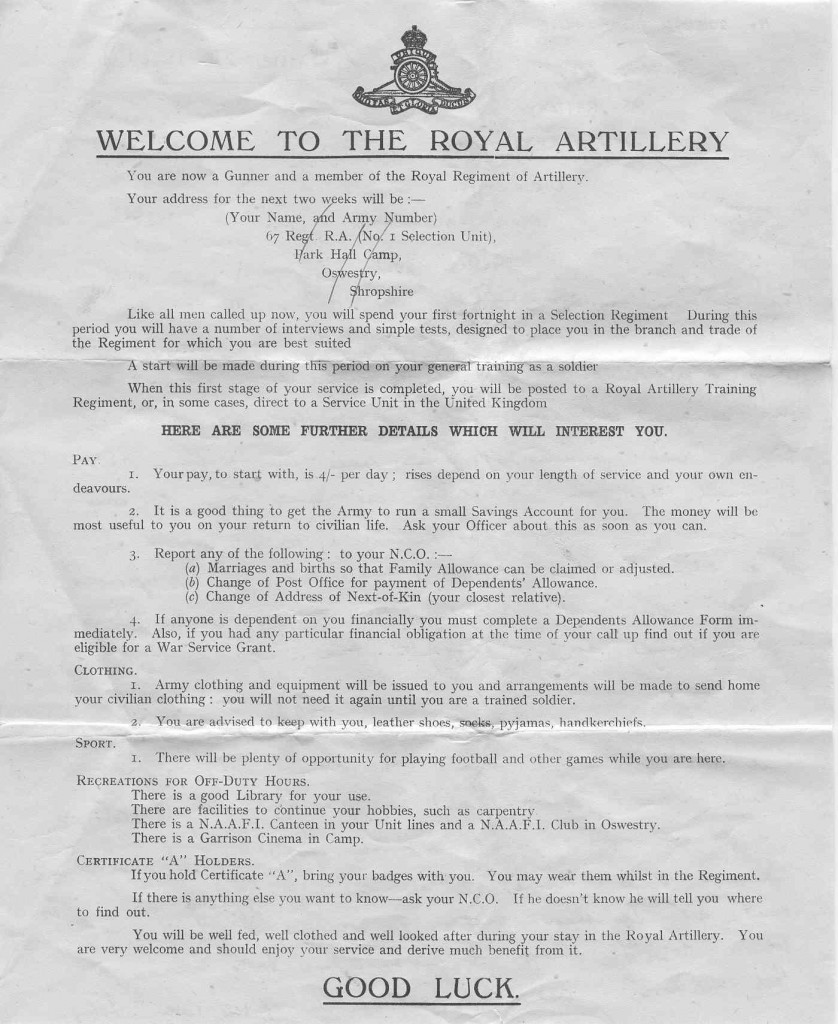 UBIQUE
QUO FAS ET GLORIA DUCUNT
WELCOME TO THE ROYAL ARTILLERY
You are now a Gunner and a member of the Royal Regiment of Artillery.
Your address for the next two weeks will be :—
(Your Name, and Army Number)
67 Regt R.A. (No. 1 Selection Unit),
Park Hall Camp,
Oswestry,
Shropshire
Like all men called up now, you will spend your first fortnight in a Selection Regiment During this
period you will have a number of interviews and simple tests, designed to place you in the branch and trade of
the Regiment for which you are best suited
A start will be made during this period on your general training as a soldier
When this first stage of your service is completed, you will be posted to a Royal Artillery Training
Regiment, or, in some cases, direct to a Service Unit in the United Kingdom
HERE ARE SOME FURTHER DETAILS WHICH WILL INTEREST YOU.
PAY
1. Your pay, to start with, is 4/- per day ; rises depend on your length of service and your own en-
deavours.
2. It is a good thing to get the Army to run a small Savings Account for you. The money will be
most useful to you on your return to civilian life. Ask your Officer about this as soon as you can.
3. Report any of the following : to your N.C.O. :—
(a) Marriages and births so that Family Allowance can be claimed or adjusted.
(b) Change of Post Office for payment of Dependents' Allowance.
(c) Change of Address of Next-of-Kin (your closest relative).
4. If anyone is dependent on you financially you must complete a Dependents Allowance Form im-
mediately. Also, if you had any particular financial obligation at the time of your call up find out if you are
eligible for a War Service Grant.
CLOTHING.
1. Army clothing and equipment will be issued to you and arrangements will be made to send home
your civilian clothing : you will not need it again until you are a trained soldier.
2. You are advised to keep with you, leather shoes, socks, pyjamas, handkerchiefs.
SPORT.
1. There will be plenty of opportunity for playing football and other games while you are here.
RECREATIONS FOR OFF-DUTY HOURS.
There is a good Library for your use.
There are facilities to continue your hobbies, such as carpentry
There is a N.A.A.F.I. Canteen in your Unit lines and a N.A.A.F.I. Club in Oswestry.
There is a Garrison Cinema in Camp.
CERTIFICATE "A" HOLDERS.
If you hold Certificate "A", bring your badges with you. You may wear them whilst in the Regiment.
If there is anything else you want to know—ask your N.C.O. If he doesn't know he will tell you where
to find out.
You will be well fed, well clothed and well looked after during your stay in the Royal Artillery. You
are very welcome and should enjoy your service and derive much benefit from it.
GOOD LUCK.